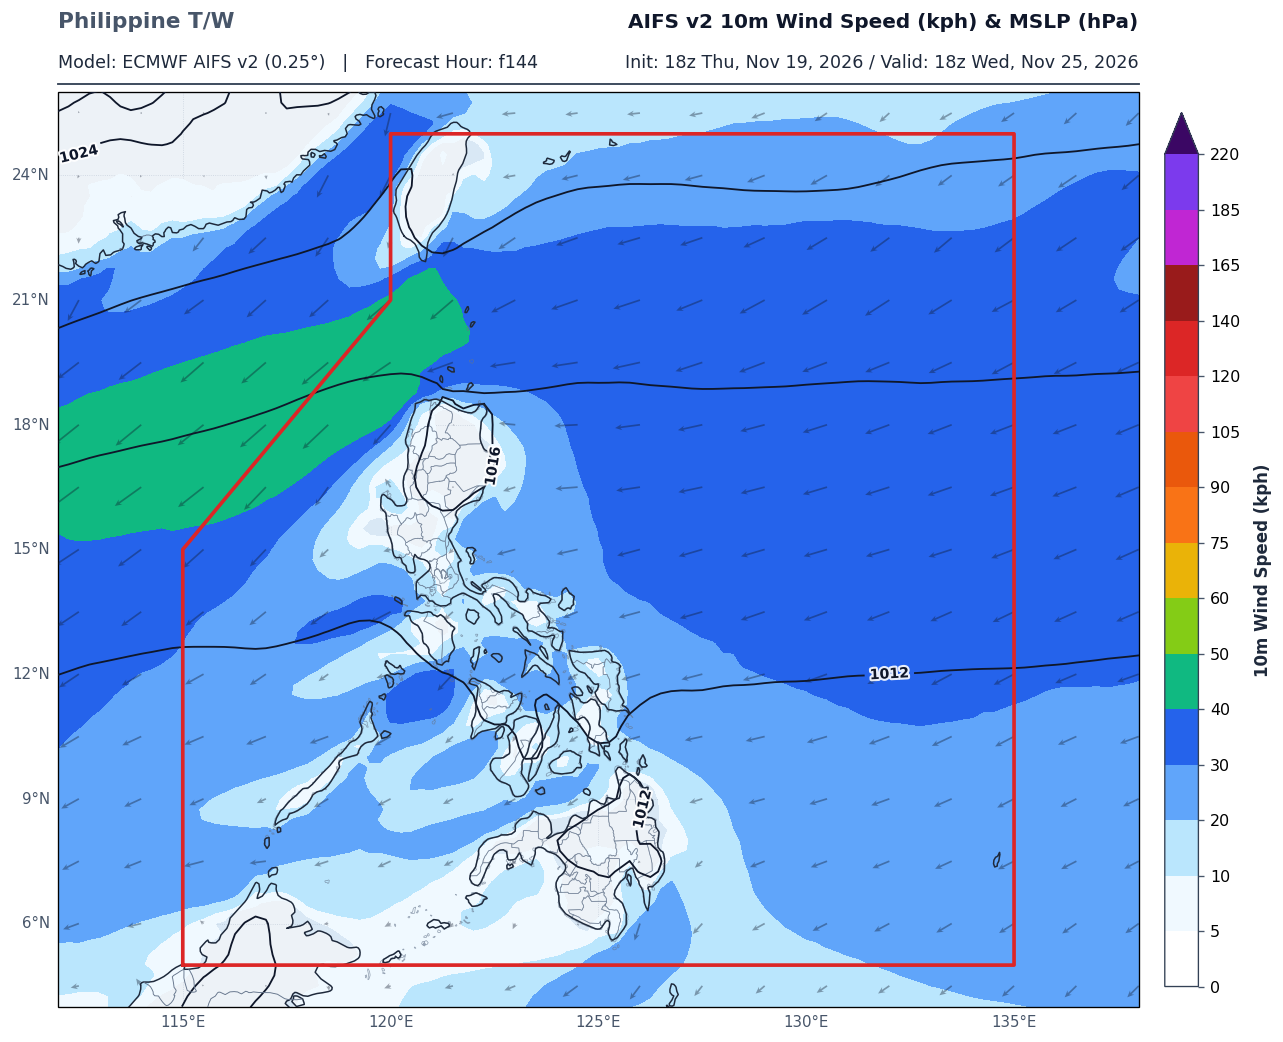 Philippine T/W
AIFS v2 10m Wind Speed (kph) & MSLP (hPa)
Model: ECMWF AIFS v2 (0.25°) | Forecast Hour: f144
Init: 18z Thu, Nov 19, 2026 / Valid: 18z Wed, Nov 25, 2026
1024
1016
1012
1012
24°N
21°N
18°N
15°N
12°N
9°N
6°N
115°E
120°E
125°E
130°E
135°E
220
185
165
140
120
105
90
75
60
50
40
30
20
10
5
0
10m Wind Speed (kph)